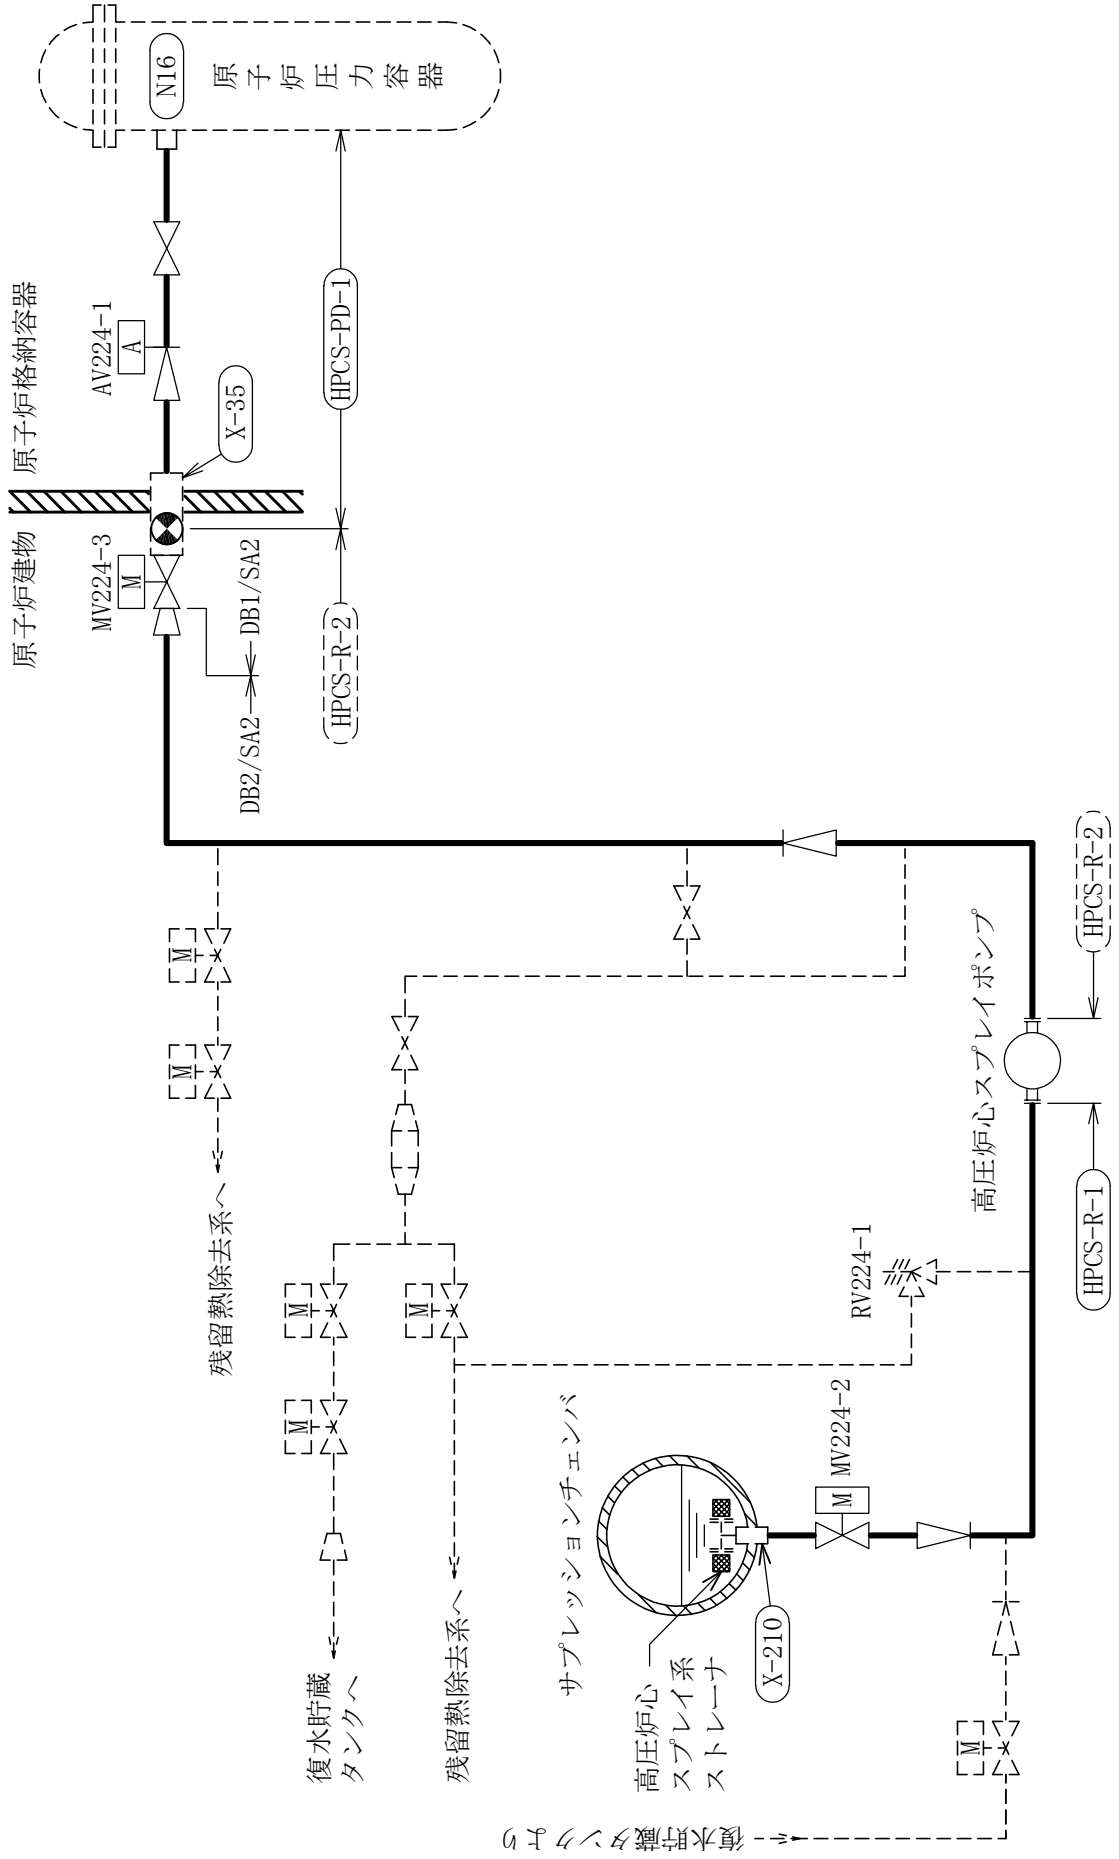 N16
原子炉圧力容器
原子炉格納容器
AV224-1
A
X-35
HPCS-PD-1
原子炉建物
MV224-3
M
DB2/SA2
DB1/SA2
HPCS-R-2
M
M
残留熱除去系へ
高圧炉心スプレイポンプ
HPCS-R-2
HPCS-R-1
RV224-1
M
M
M
復水貯蔵
タンクへ
残留熱除去系へ
サプレッションチェンバ
MV224-2
M
X-210
高圧炉心
スプレイ系
ストレーナ
M
復水貯蔵タンクより